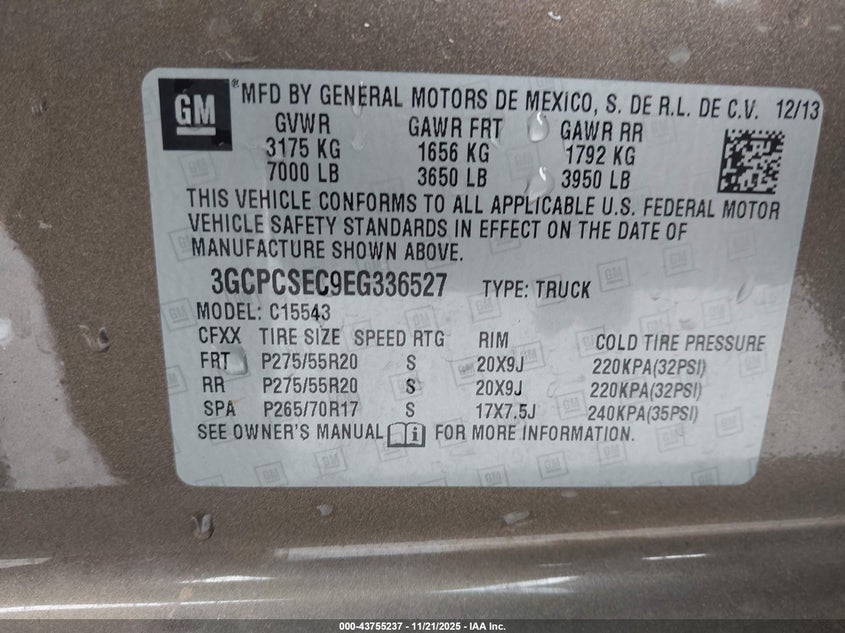 GM
® MFD BY GENERAL MOTORS DE MEXICO, S. DE R.L. DE C.V. 12/13
GVWR GAWR FRT GAWR RR
3175 KG 1656 KG 1792 KG
7000 LB 3650 LB 3950 LB
THIS VEHICLE CONFORMS TO ALL APPLICABLE U.S. FEDERAL MOTOR
VEHICLE SAFETY STANDARDS IN EFFECT ON THE DATE OF
MANUFACTURE SHOWN ABOVE.
3GCPCSEC9EG336527 TYPE: TRUCK
MODEL: C15543
CFXX TIRE SIZE SPEED RTG RIM COLD TIRE PRESSURE
FRT P275/55R20 S 20X9J 220KPA(32PSI)
RR P275/55R20 S 20X9J 220KPA(32PSI)
SPA P265/70R17 S 17X7.5J 240KPA(35PSI)
SEE OWNER'S MANUAL i FOR MORE INFORMATION.
000-43755237 - 11/21/2025 - IAA Inc.